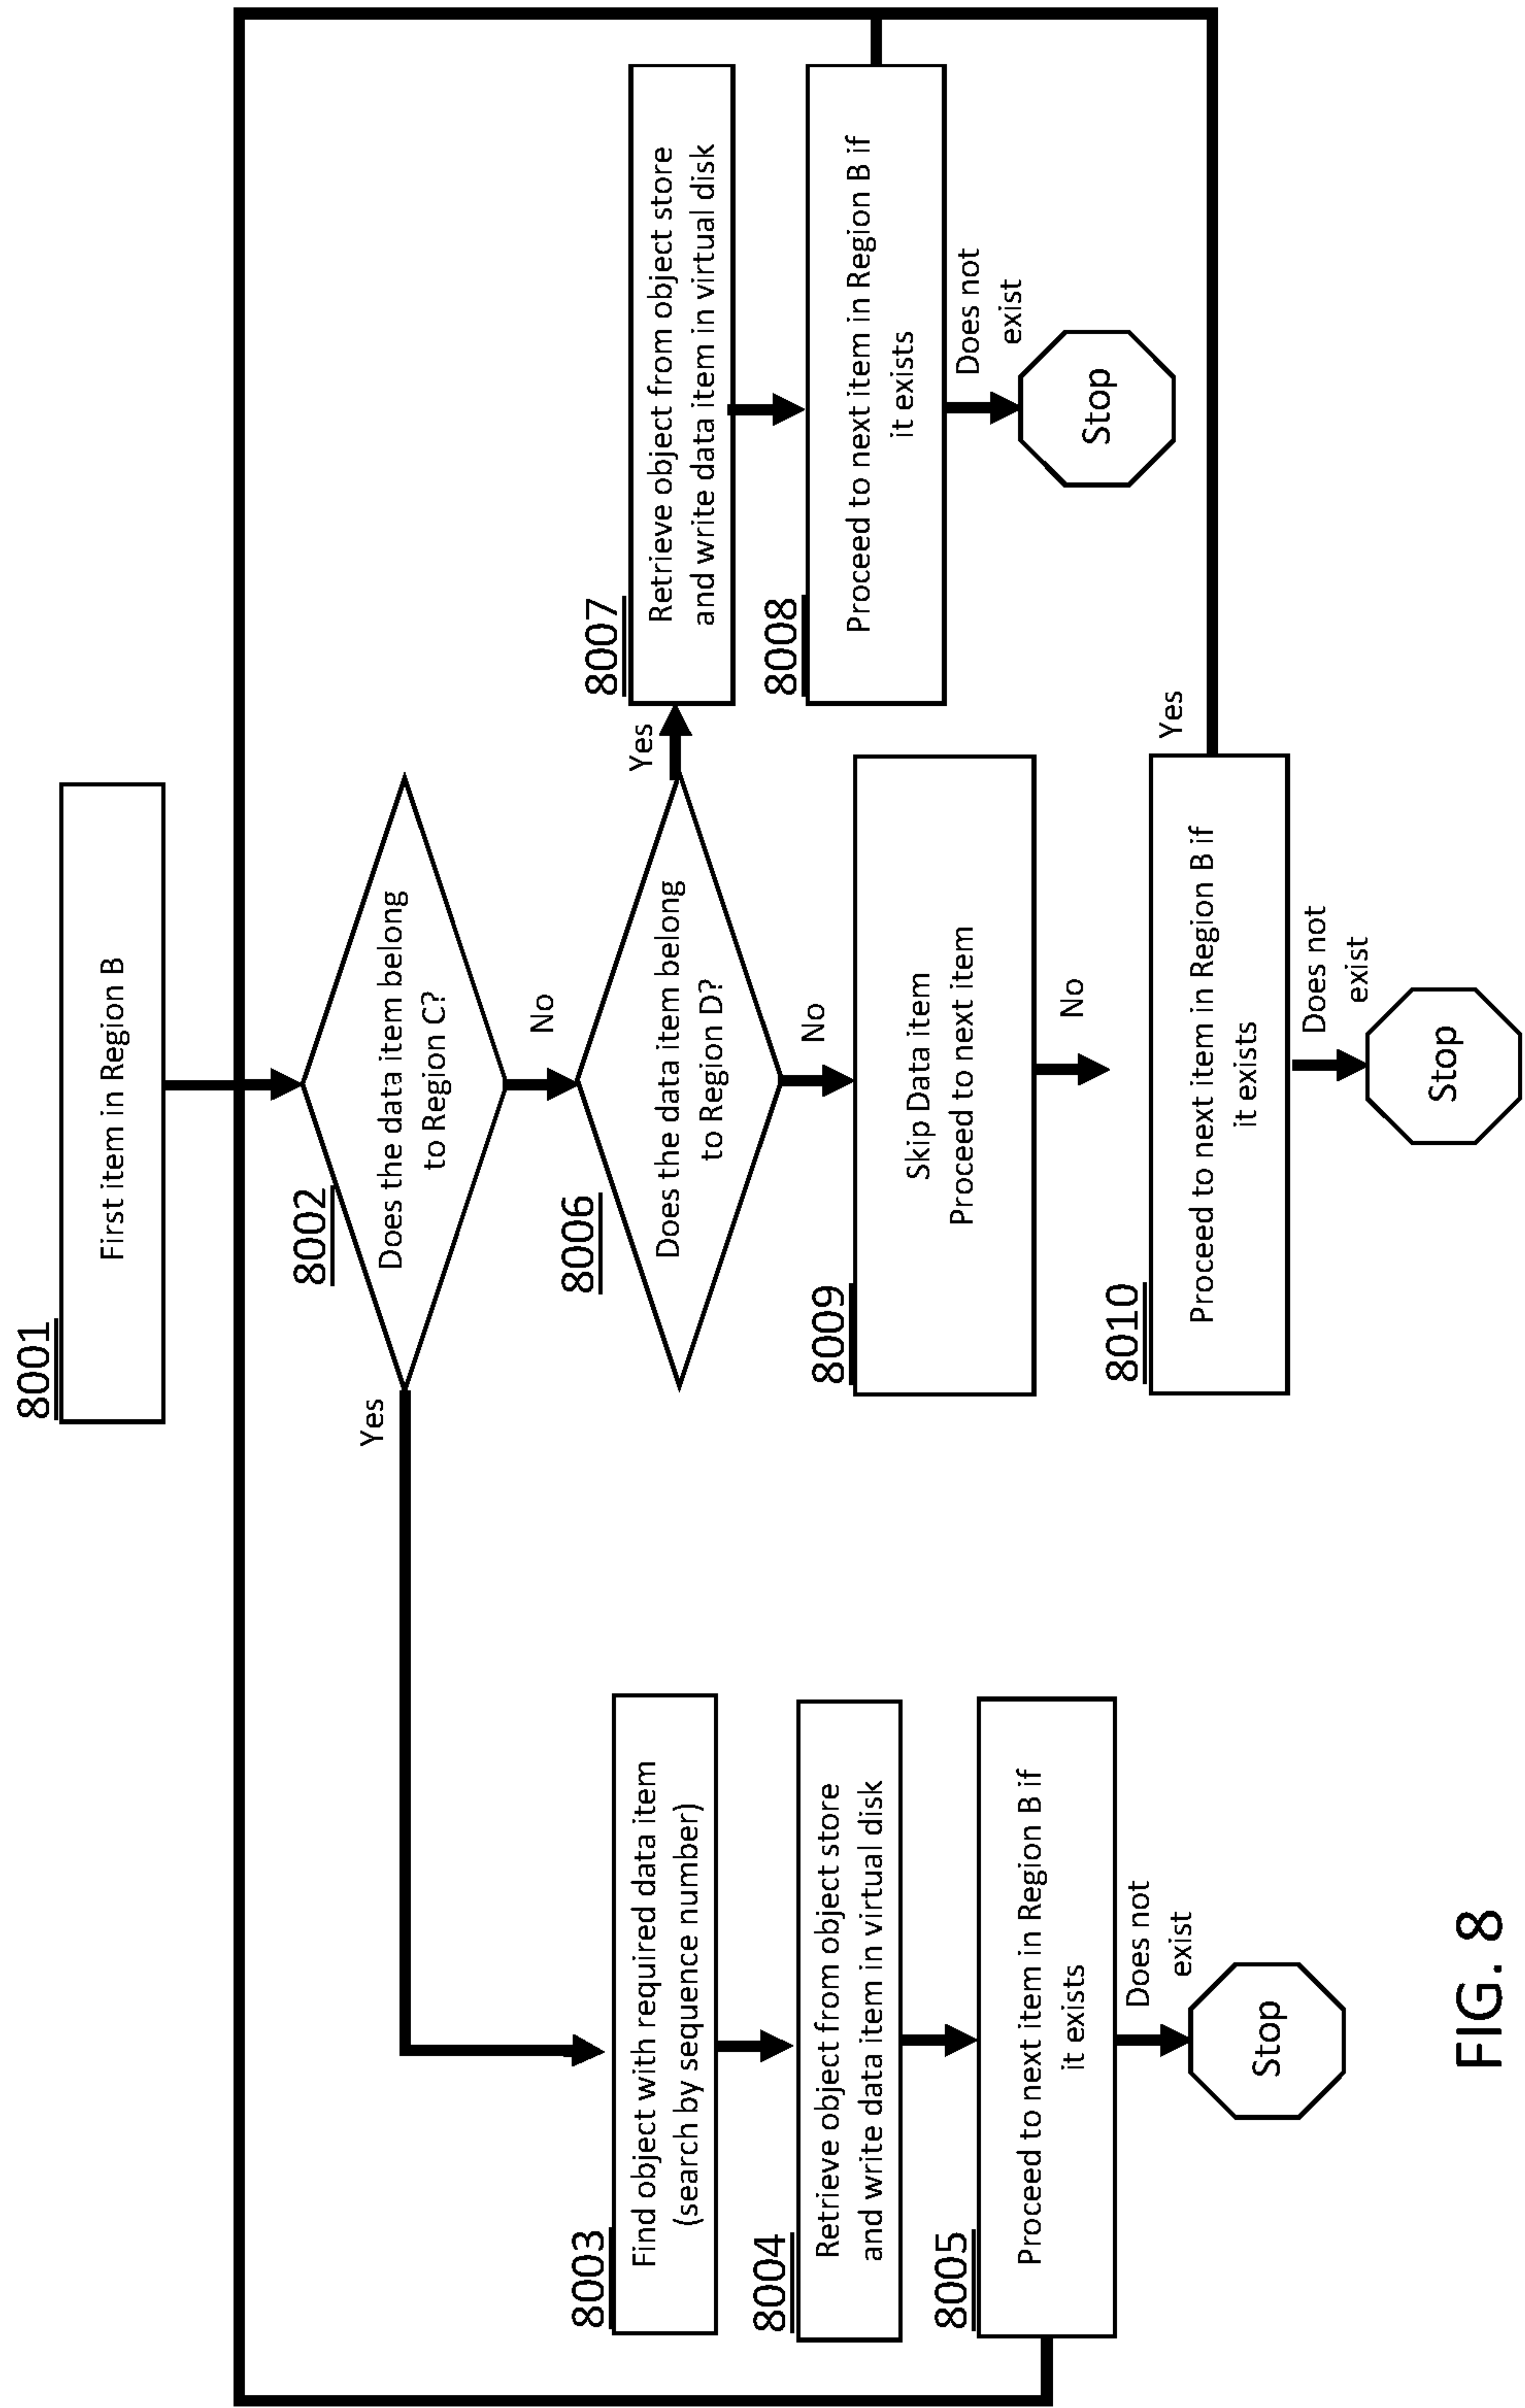 8001
First item in Region B
8002
Does the data item belong
to Region C?
Yes
No
8003
Find object with required data item
(search by sequence number)
8004
Retrieve object from object store
and write data item in virtual disk
8005
Proceed to next item in Region B if
it exists
Does not
exist
Stop
8006
Does the data item belong
to Region D?
Yes
No
8007
Retrieve object from object store
and write data item in virtual disk
8008
Proceed to next item in Region B if
it exists
Does not
exist
Stop
8009
Skip Data item
Proceed to next item
No
8010
Proceed to next item in Region B if
it exists
Yes
Does not
exist
Stop
FIG. 8